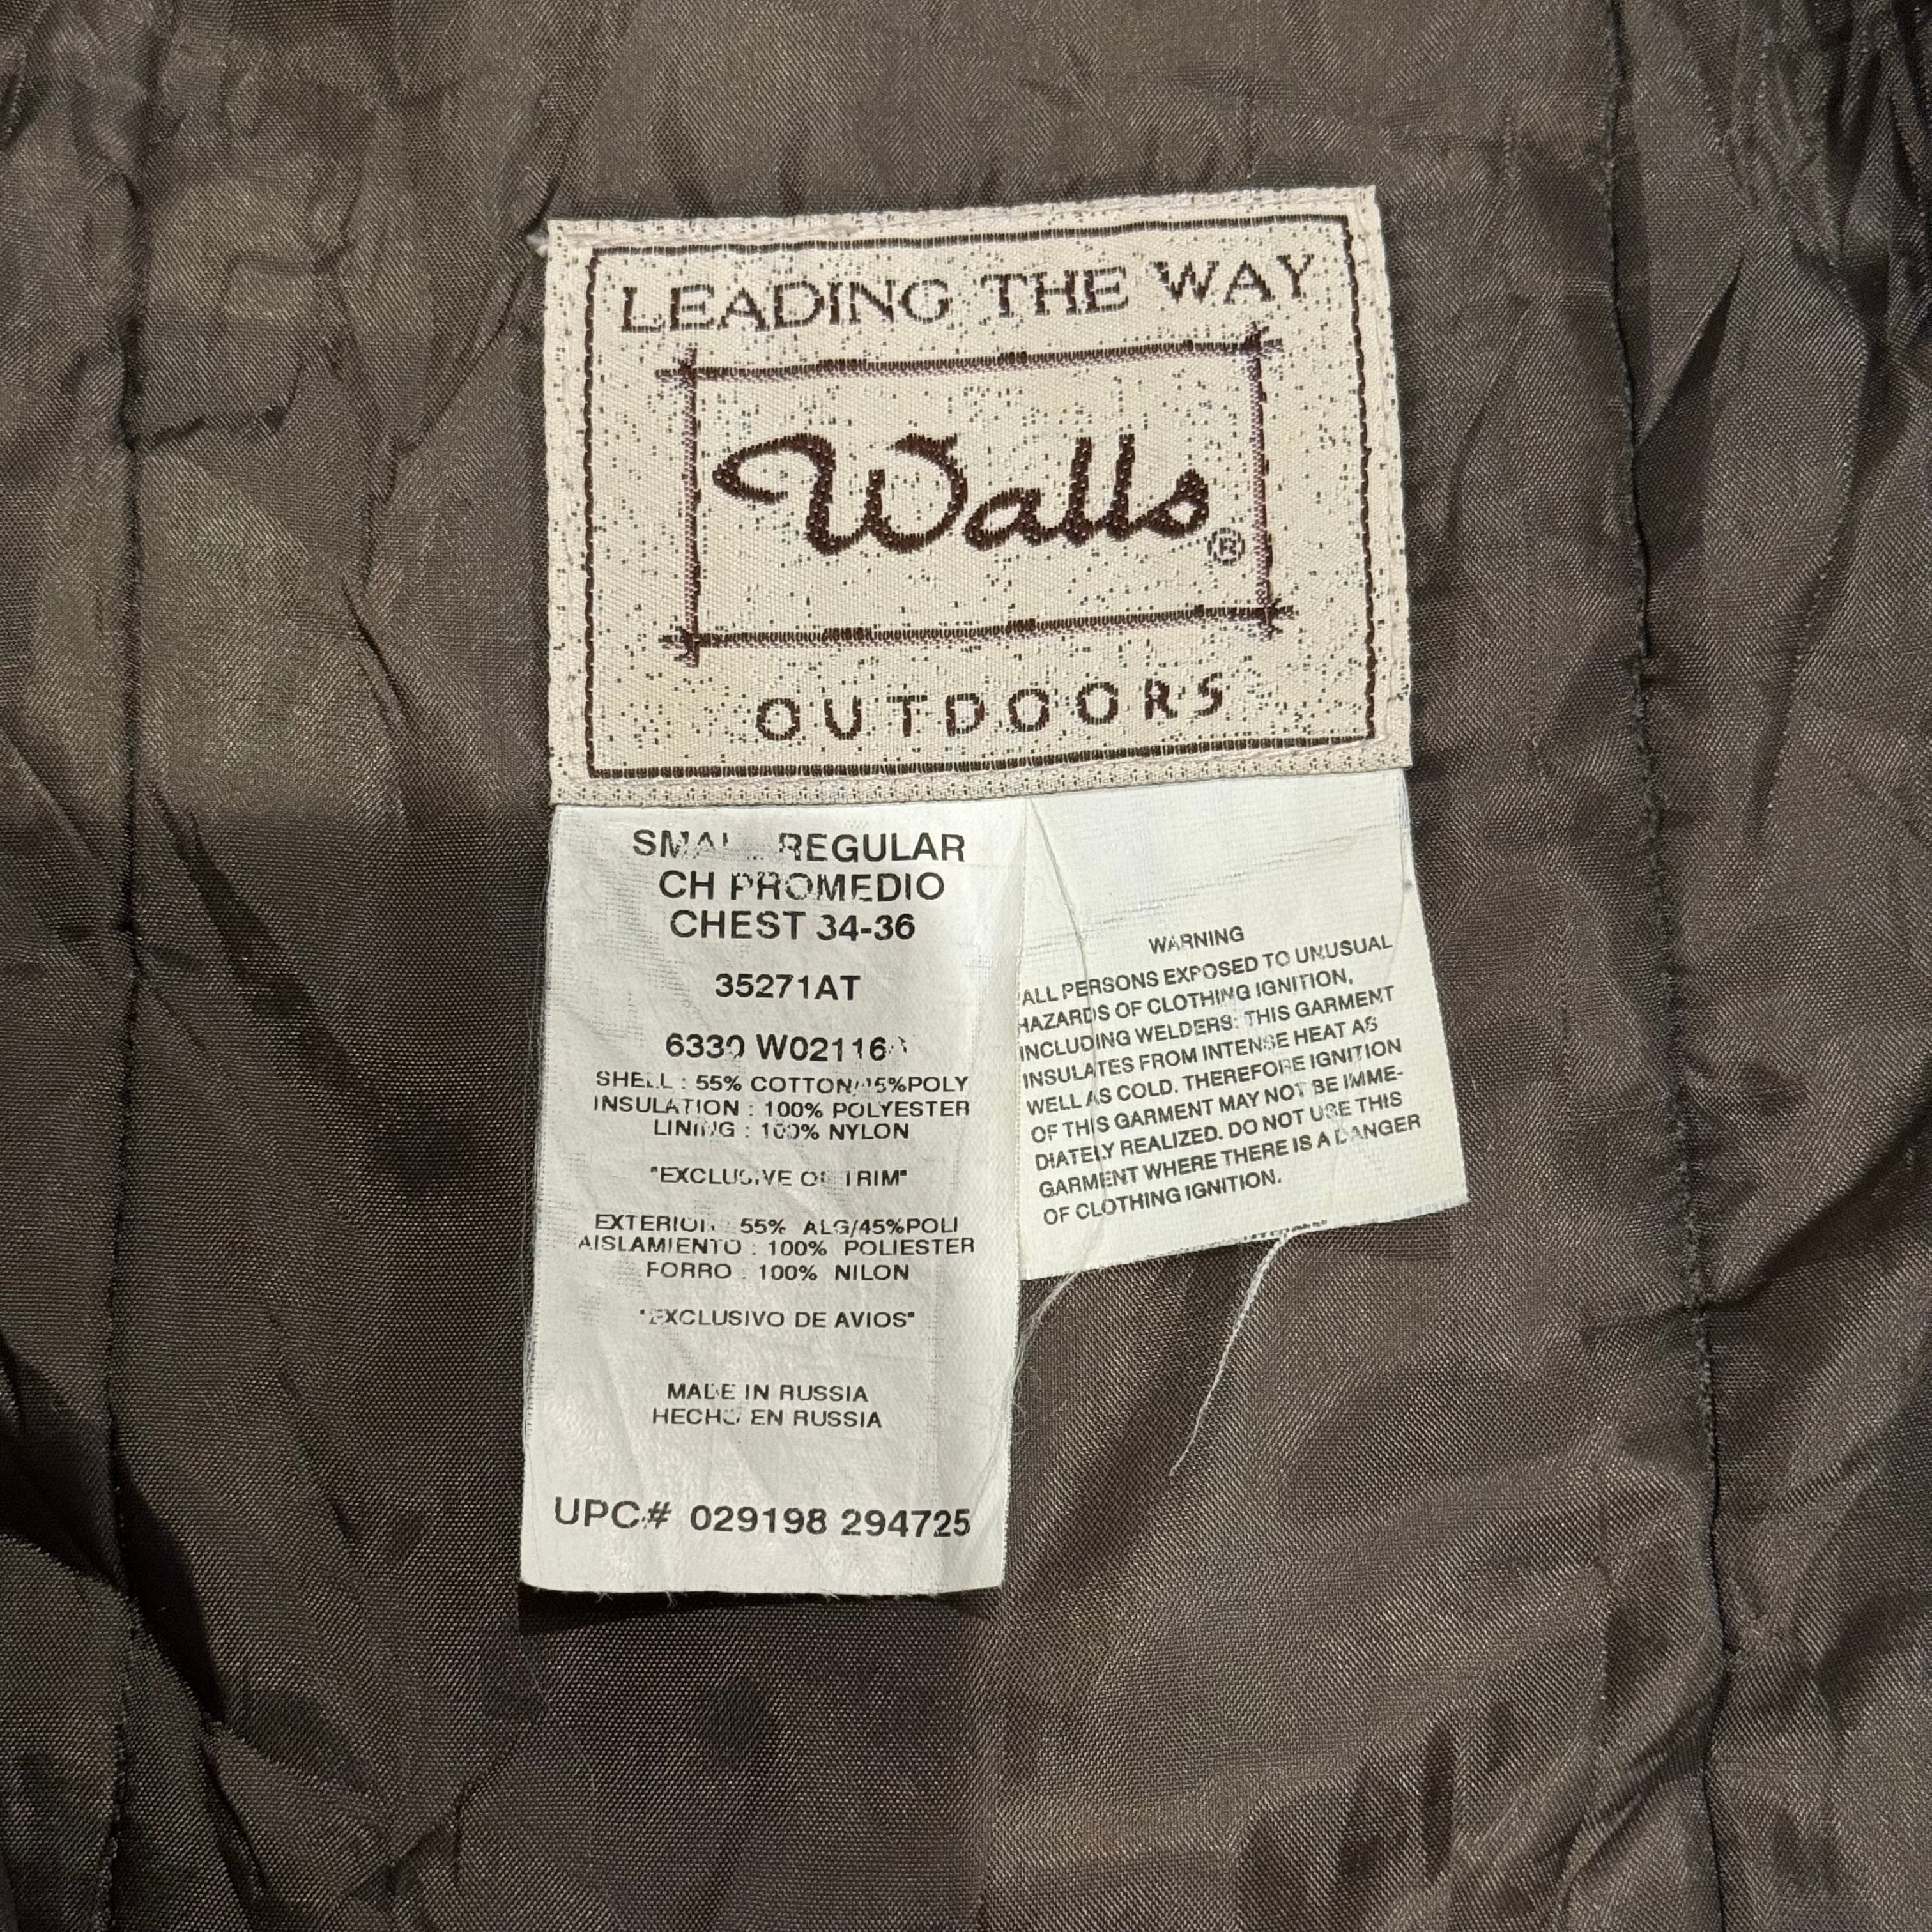 LEADING THE WAY
Walls®
OUTDOORS
SMALL REGULAR
CH PROMEDIO
CHEST 34-36
35271AT
6330 W02116
SHELL : 55% COTTON/45%POLY
INSULATION : 100% POLYESTER
LINING : 100% NYLON
"EXCLUSIVE OF TRIM"
EXTERIOR : 55% ALG/45%POLI
AISLAMIENTO : 100% POLIESTER
FORRO : 100% NILON
"EXCLUSIVO DE AVIOS"
MADE IN RUSSIA
HECHO EN RUSSIA
UPC# 029198 294725
WARNING
ALL PERSONS EXPOSED TO UNUSUAL
HAZARDS OF CLOTHING IGNITION,
INCLUDING WELDERS: THIS GARMENT
INSULATES FROM INTENSE HEAT AS
WELL AS COLD. THEREFORE IGNITION
OF THIS GARMENT MAY NOT BE IMME-
DIATELY REALIZED. DO NOT USE THIS
GARMENT WHERE THERE IS A DANGER
OF CLOTHING IGNITION.